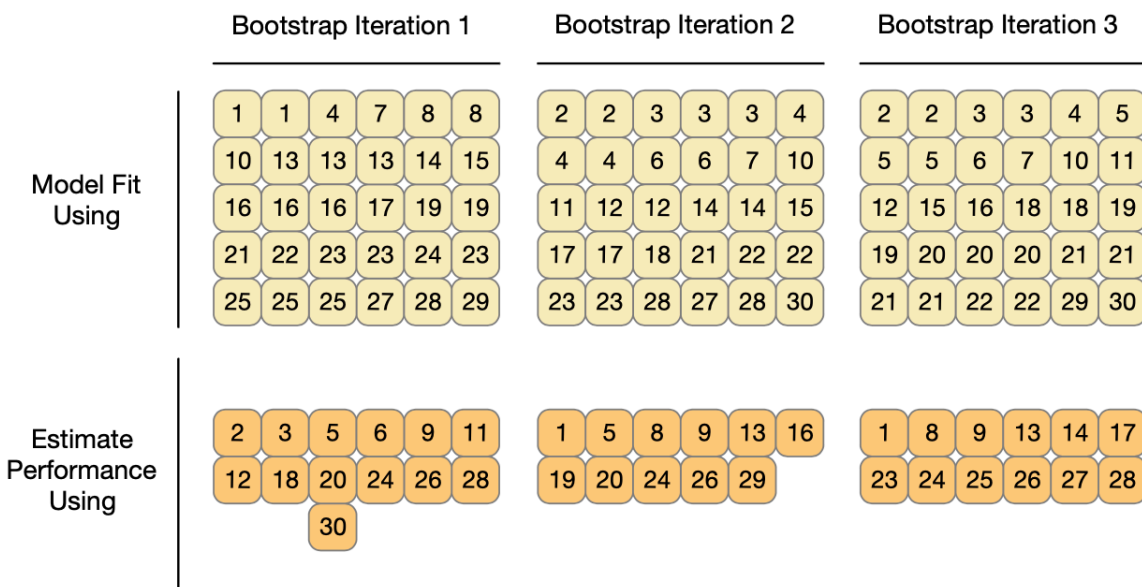 Bootstrap Iteration 1 Bootstrap Iteration 2 Bootstrap Iteration 3
Model Fit
Using
1 1 4 7 8 8
10 13 13 13 14 15
16 16 16 17 19 19
21 22 23 23 24 23
25 25 25 27 28 29
2 2 3 3 3 4
4 4 6 6 7 10
11 12 12 14 14 15
17 17 18 21 22 22
23 23 28 27 28 30
2 2 3 3 4 5
5 5 6 7 10 11
12 15 16 18 18 19
19 20 20 20 21 21
21 21 22 22 29 30
Estimate
Performance
Using
2 3 5 6 9 11
12 18 20 24 26 28
30
1 5 8 9 13 16
19 20 24 26 29
1 8 9 13 14 17
23 24 25 26 27 28